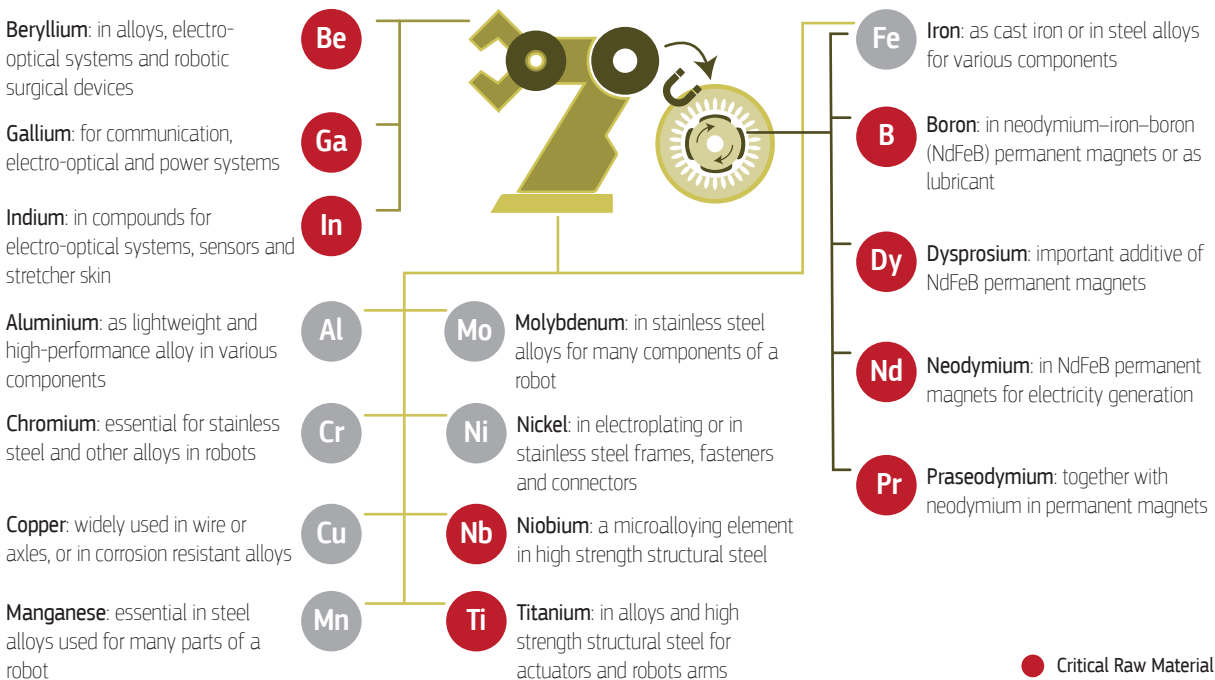 Beryllium: in alloys, electro-
optical systems and robotic
surgical devices
Be
Gallium: for communication,
electro-optical and power systems
Ga
Indium: in compounds for
electro-optical systems, sensors and
stretcher skin
In
Aluminium: as lightweight and
high-performance alloy in various
components
Al
Chromium: essential for stainless
steel and other alloys in robots
Cr
Copper: widely used in wire or
axles, or in corrosion resistant alloys
Cu
Manganese: essential in steel
alloys used for many parts of a
robot
Mn
Mo
Molybdenum: in stainless steel
alloys for many components of a
robot
Ni
Nickel: in electroplating or in
stainless steel frames, fasteners
and connectors
Nb
Niobium: a microalloying element
in high strength structural steel
Ti
Titanium: in alloys and high
strength structural steel for
actuators and robots arms
Fe
Iron: as cast iron or in steel alloys
for various components
B
Boron: in neodymium–iron–boron
(NdFeB) permanent magnets or as
lubricant
Dy
Dysprosium: important additive of
NdFeB permanent magnets
Nd
Neodymium: in NdFeB permanent
magnets for electricity generation
Pr
Praseodymium: together with
neodymium in permanent magnets
Critical Raw Material